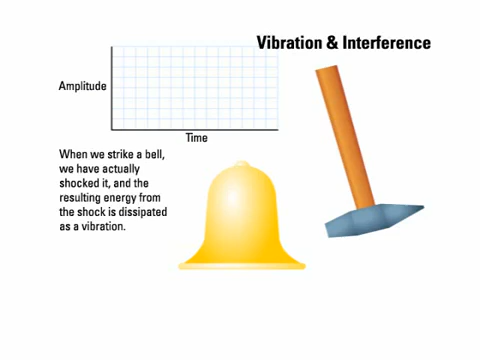 Vibration & Interference
Amplitude
Time
When we strike a bell,
we have actually
shocked it, and the
resulting energy from
the shock is dissipated
as a vibration.